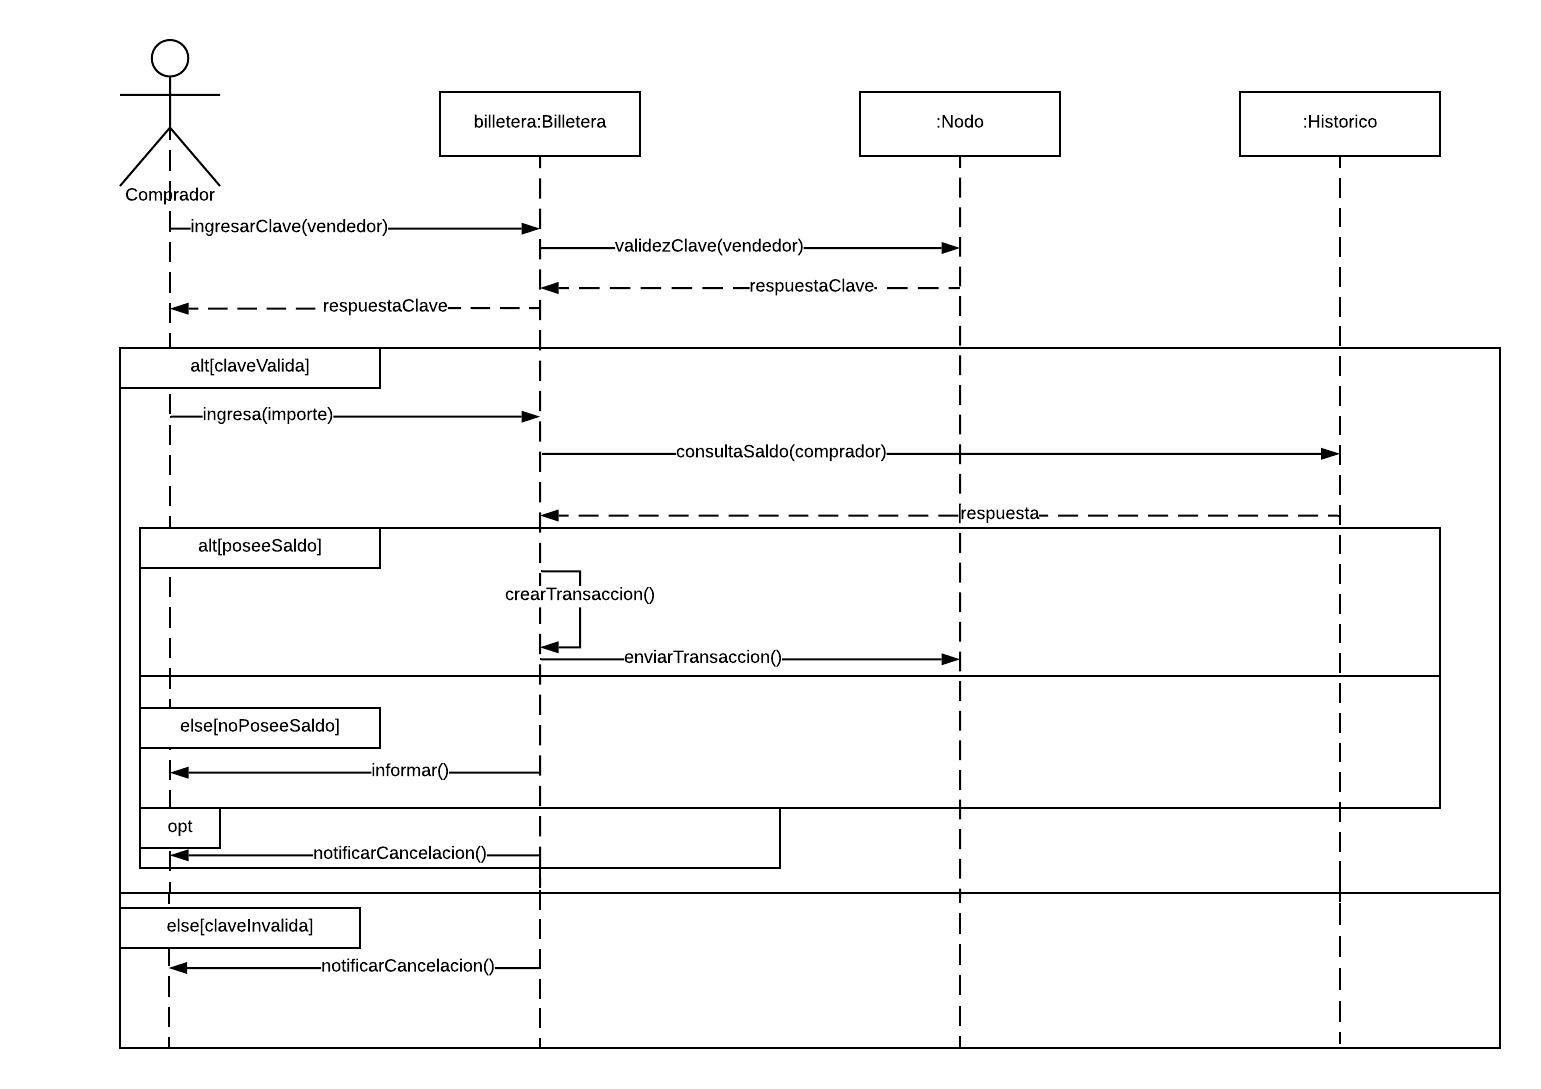 billetera:Billetera
:Nodo
:Historico
Comprador
ingresarClave(vendedor)
validezClave(vendedor)
respuestaClave
respuestaClave
alt[claveValida]
ingresa(importe)
consultaSaldo(comprador)
respuesta
alt[poseeSaldo]
crearTransaccion()
enviarTransaccion()
else[noPoseeSaldo]
informar()
opt
notificarCancelacion()
else[claveInvalida]
notificarCancelacion()